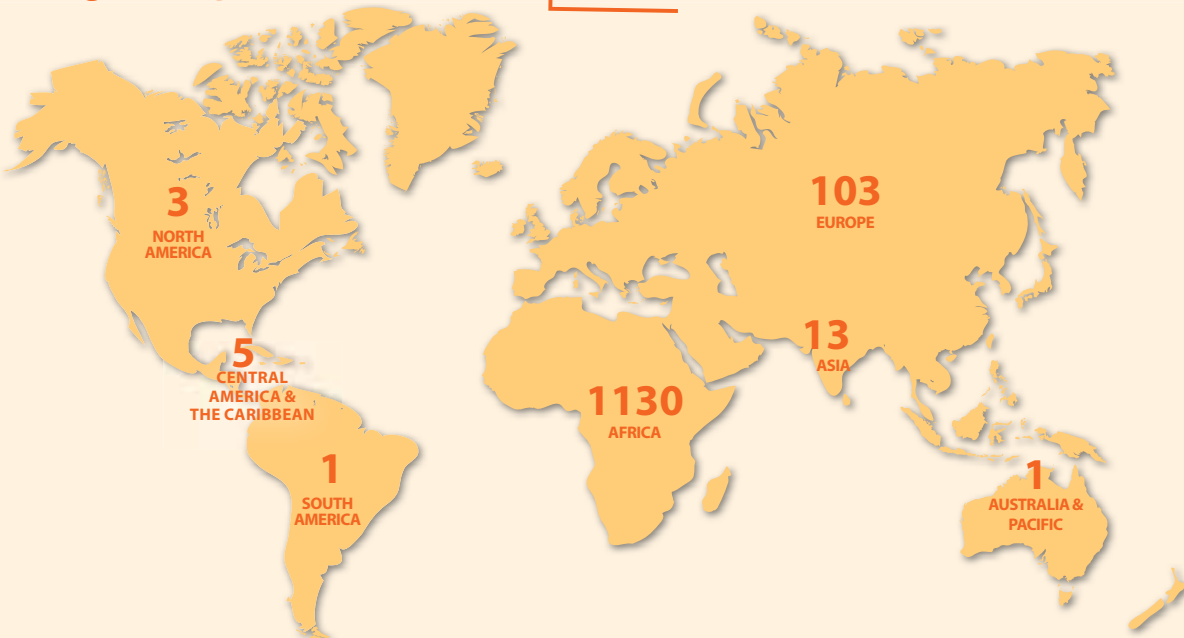 3
NORTH
AMERICA
103
EUROPE
5
CENTRAL
AMERICA &
THE CARIBBEAN
13
ASIA
1130
AFRICA
1
SOUTH
AMERICA
1
AUSTRALIA &
PACIFIC